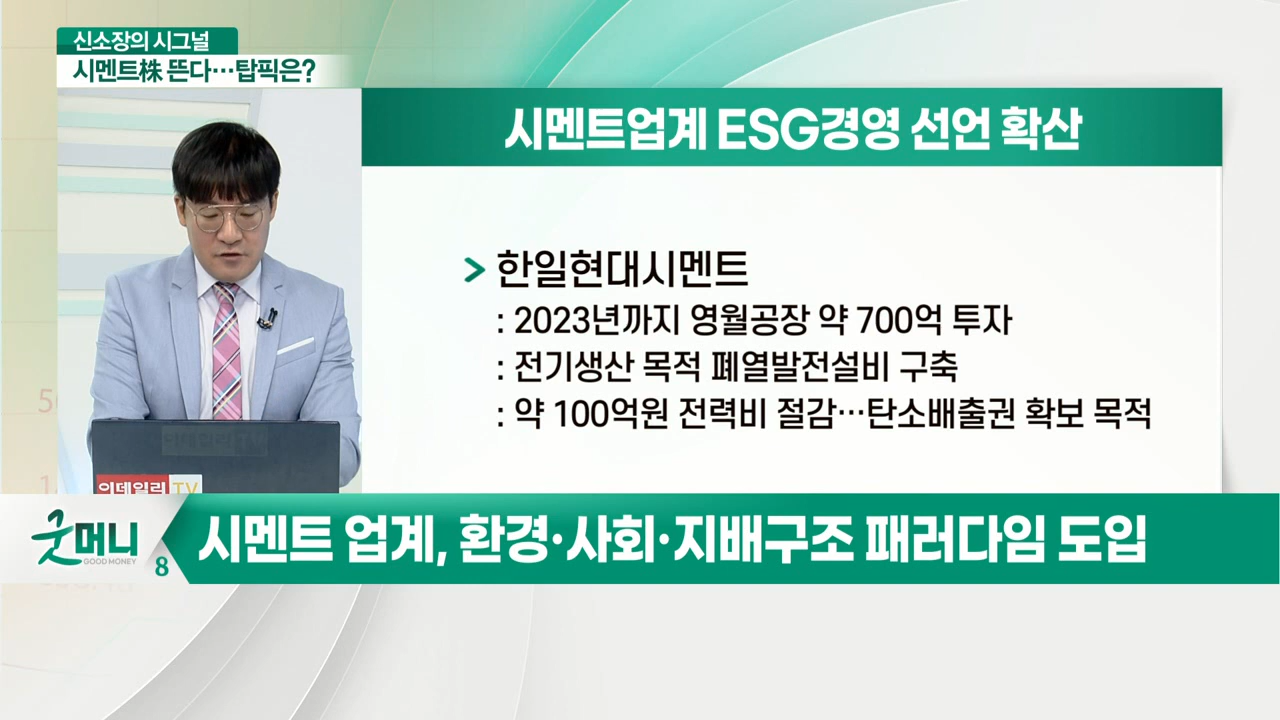 신소장의 시그널
시멘트株 뜬다…탑픽은?
시멘트업계 ESG경영 선언 확산
> 한일현대시멘트
: 2023년까지 영월공장 약 700억 투자
: 전기생산 목적 폐열발전설비 구축
: 약 100억원 전력비 절감…탄소배출권 확보 목적
이데일리TV
이데일리TV
굿머니
GOOD MONEY
8
시멘트 업계, 환경·사회·지배구조 패러다임 도입